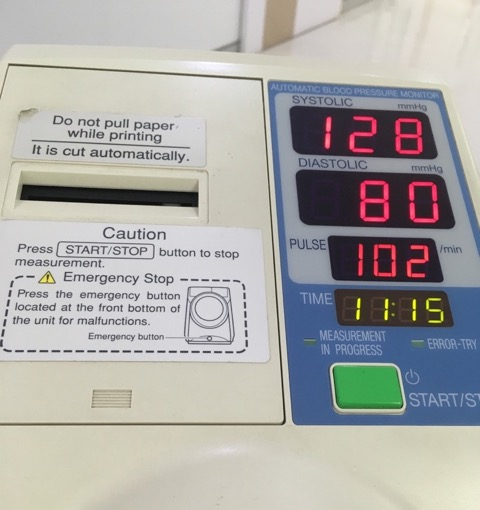 Do not pull paper
while printing
It is cut automatically.
Caution
Press START/STOP button to stop
measurement.
Emergency Stop
Press the emergency button
located at the front bottom of
the unit for malfunctions.
Emergency button
AUTOMATIC BLOOD PRESSURE MONITOR
SYSTOLIC mmHg
128
DIASTOLIC mmHg
80
PULSE 102 /min
TIME 11:15
MEASUREMENT
IN PROGRESS
ERROR-TRY
START/ST